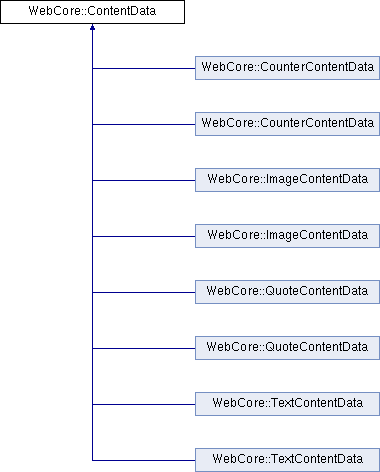 WebCore::ContentData
WebCore::CounterContentData
WebCore::CounterContentData
WebCore::ImageContentData
WebCore::ImageContentData
WebCore::QuoteContentData
WebCore::QuoteContentData
WebCore::TextContentData
WebCore::TextContentData